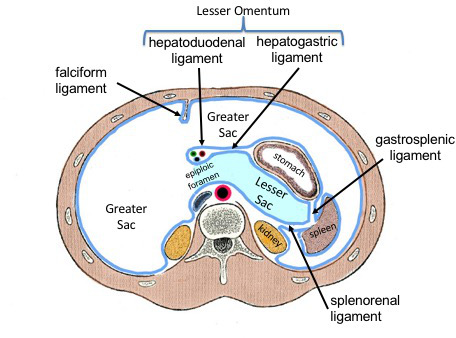 Lesser Omentum
hepatoduodenal
ligament
hepatogastric
ligament
falciform
ligament
Greater
Sac
gastrosplenic
ligament
stomach
epiploic
foramen
Lesser
Sac
Greater
Sac
kidney
spleen
splenorenal
ligament